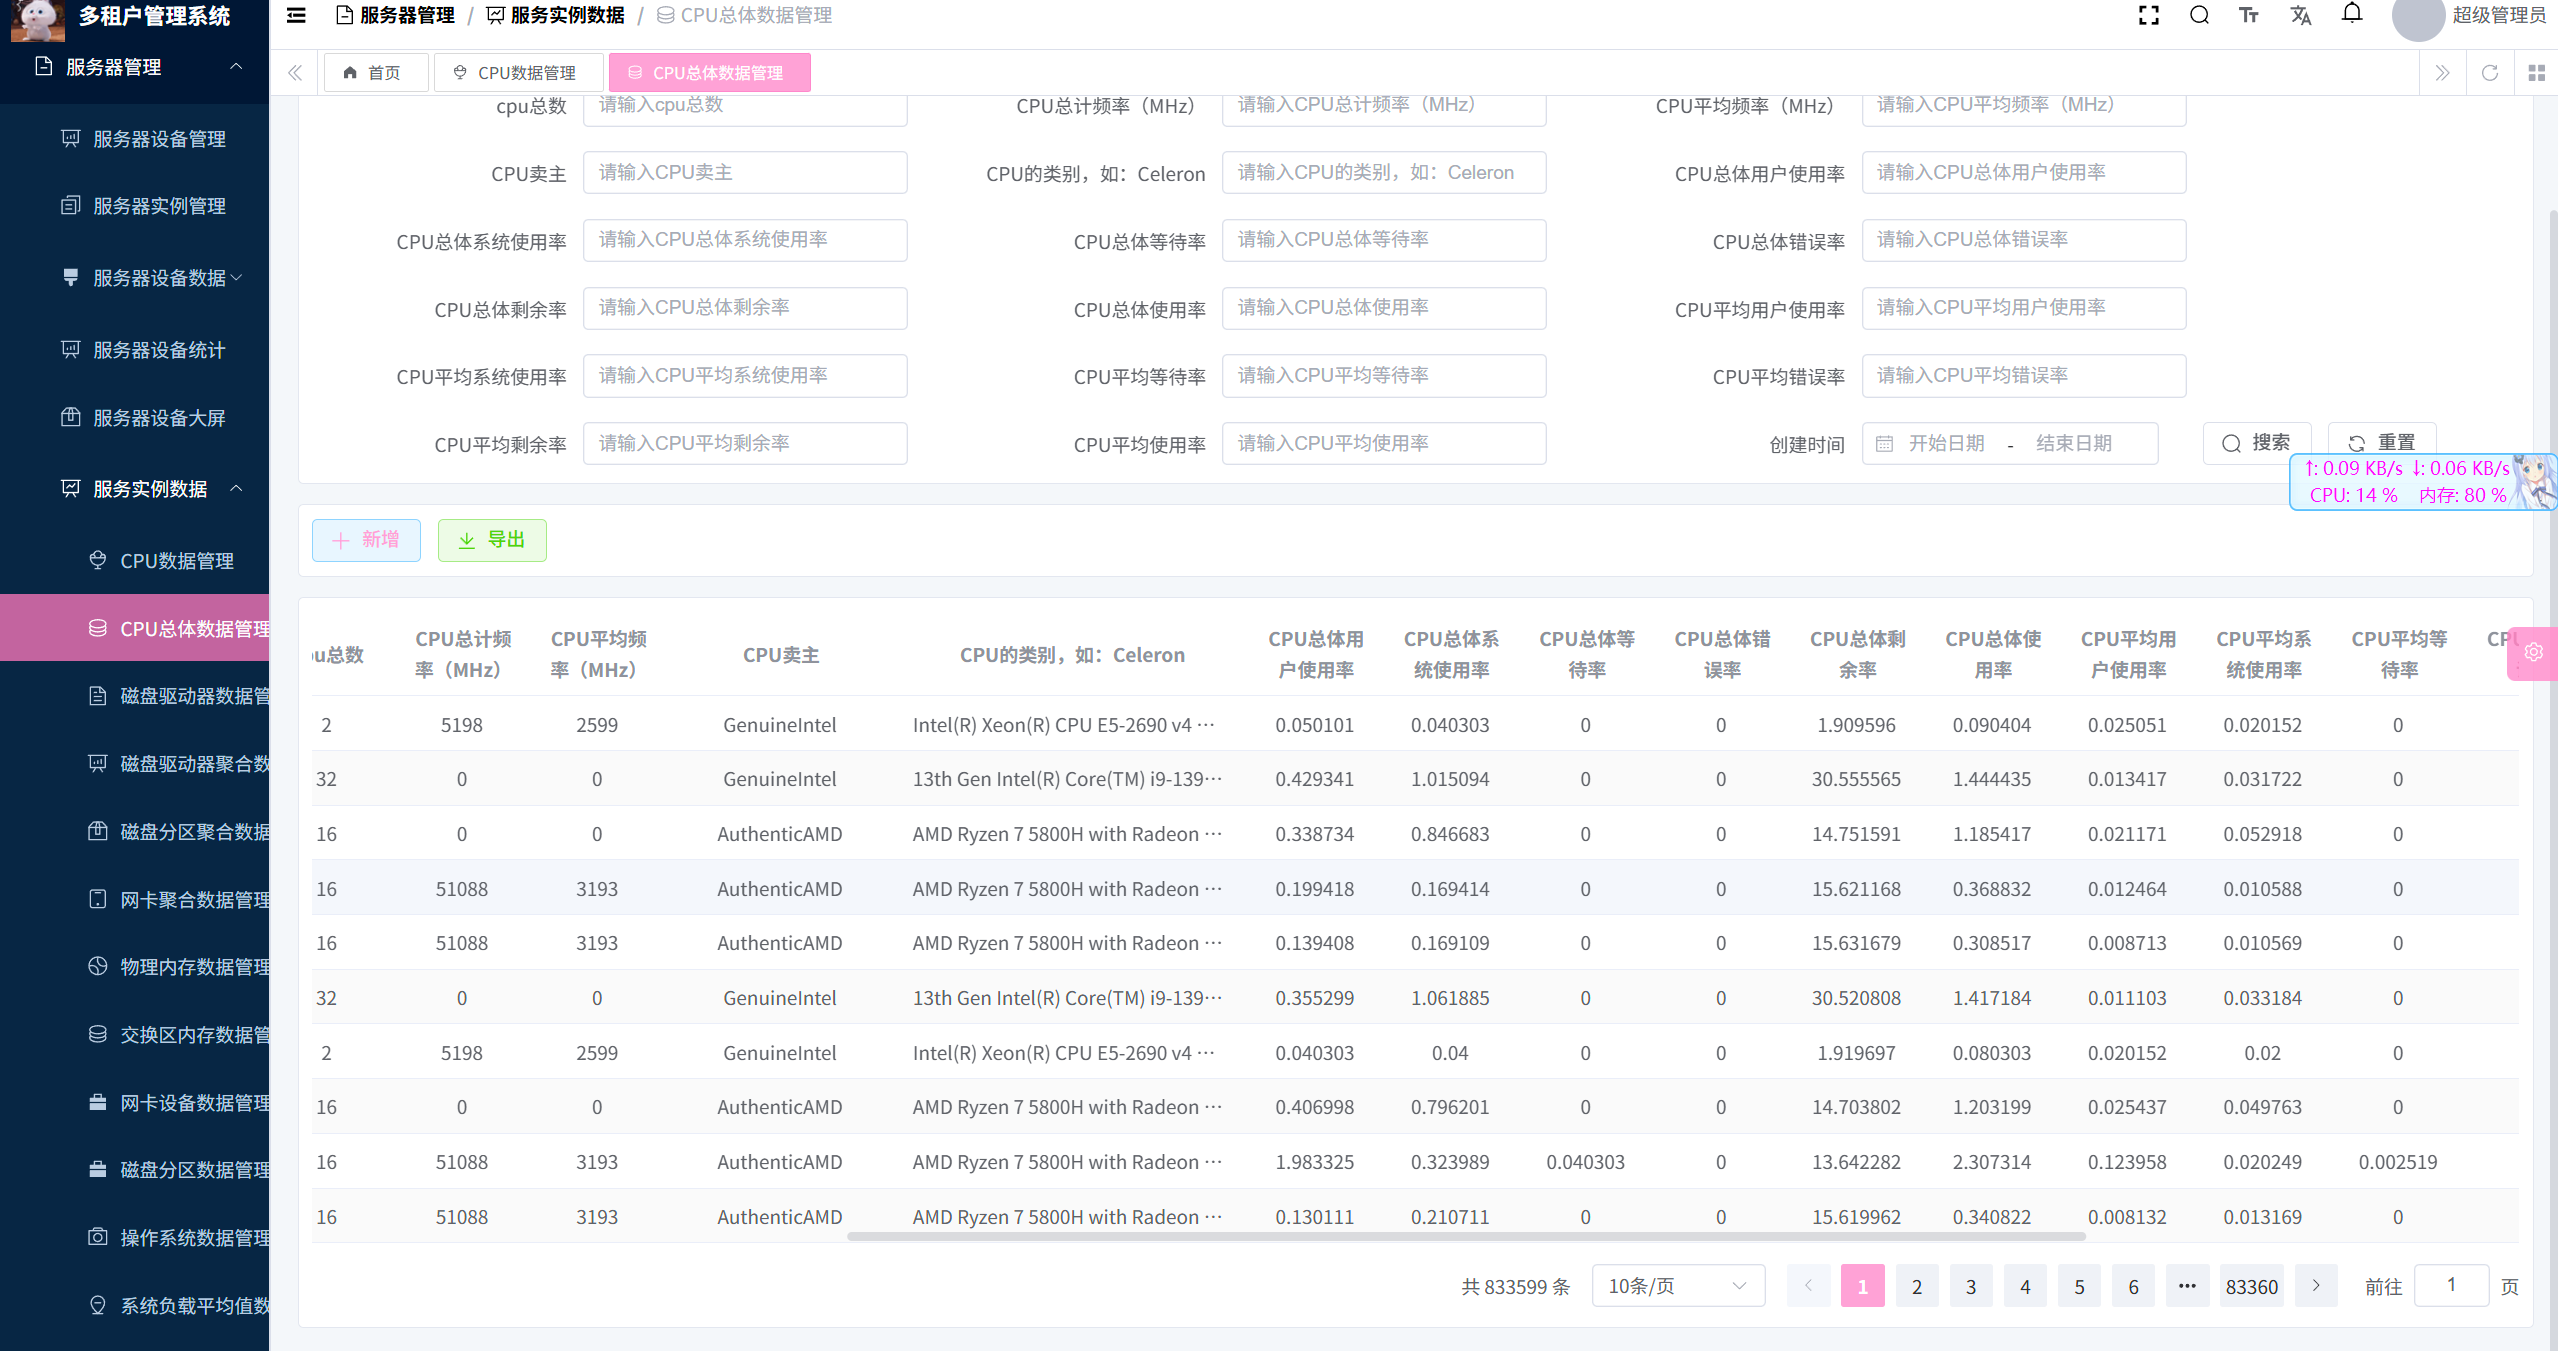 多租户管理系统
服务器管理 / 服务实例数据 / CPU总体数据管理
超级管理员
服务器管理
首页
CPU数据管理
CPU总体数据管理
服务器设备管理
服务器实例管理
服务器设备数据
服务器设备统计
服务器设备大屏
服务实例数据
CPU数据管理
CPU总体数据管理
磁盘驱动器数据管
磁盘驱动器聚合数
磁盘分区聚合数据
网卡聚合数据管理
物理内存数据管理
交换区内存数据管
网卡设备数据管理
磁盘分区数据管理
操作系统数据管理
系统负载平均值数
cpu总数 请输入cpu总数 CPU总计频率（MHz） 请输入CPU总计频率（MHz） CPU平均频率（MHz） 请输入CPU平均频率（MHz）
CPU卖主 请输入CPU卖主 CPU的类别，如：Celeron 请输入CPU的类别，如：Celeron CPU总体用户使用率 请输入CPU总体用户使用率
CPU总体系统使用率 请输入CPU总体系统使用率 CPU总体等待率 请输入CPU总体等待率 CPU总体错误率 请输入CPU总体错误率
CPU总体剩余率 请输入CPU总体剩余率 CPU总体使用率 请输入CPU总体使用率 CPU平均用户使用率 请输入CPU平均用户使用率
CPU平均系统使用率 请输入CPU平均系统使用率 CPU平均等待率 请输入CPU平均等待率 CPU平均错误率 请输入CPU平均错误率
CPU平均剩余率 请输入CPU平均剩余率 CPU平均使用率 请输入CPU平均使用率 创建时间 开始日期 - 结束日期 搜索 重置
↑: 0.09 KB/s ↓: 0.06 KB/s
CPU: 14 % 内存: 80 %
新增 导出
u总数 CPU总计频率（MHz） CPU平均频率（MHz） CPU卖主 CPU的类别，如：Celeron CPU总体用户使用率 CPU总体系统使用率 CPU总体等待率 CPU总体错误率 CPU总体剩余率 CPU总体使用率 CPU平均用户使用率 CPU平均系统使用率 CPU平均等待率
2 5198 2599 GenuineIntel Intel(R) Xeon(R) CPU E5-2690 v4 ··· 0.050101 0.040303 0 0 1.909596 0.090404 0.025051 0.020152 0
32 0 0 GenuineIntel 13th Gen Intel(R) Core(TM) i9-139··· 0.429341 1.015094 0 0 30.555565 1.444435 0.013417 0.031722 0
16 0 0 AuthenticAMD AMD Ryzen 7 5800H with Radeon ··· 0.338734 0.846683 0 0 14.751591 1.185417 0.021171 0.052918 0
16 51088 3193 AuthenticAMD AMD Ryzen 7 5800H with Radeon ··· 0.199418 0.169414 0 0 15.621168 0.368832 0.012464 0.010588 0
16 51088 3193 AuthenticAMD AMD Ryzen 7 5800H with Radeon ··· 0.139408 0.169109 0 0 15.631679 0.308517 0.008713 0.010569 0
32 0 0 GenuineIntel 13th Gen Intel(R) Core(TM) i9-139··· 0.355299 1.061885 0 0 30.520808 1.417184 0.011103 0.033184 0
2 5198 2599 GenuineIntel Intel(R) Xeon(R) CPU E5-2690 v4 ··· 0.040303 0.04 0 0 1.919697 0.080303 0.020152 0.02 0
16 0 0 AuthenticAMD AMD Ryzen 7 5800H with Radeon ··· 0.406998 0.796201 0 0 14.703802 1.203199 0.025437 0.049763 0
16 51088 3193 AuthenticAMD AMD Ryzen 7 5800H with Radeon ··· 1.983325 0.323989 0.040303 0 13.642282 2.307314 0.123958 0.020249 0.002519
16 51088 3193 AuthenticAMD AMD Ryzen 7 5800H with Radeon ··· 0.130111 0.210711 0 0 15.619962 0.340822 0.008132 0.013169 0
共 833599 条 10条/页 1 2 3 4 5 6 ··· 83360 前往 1 页